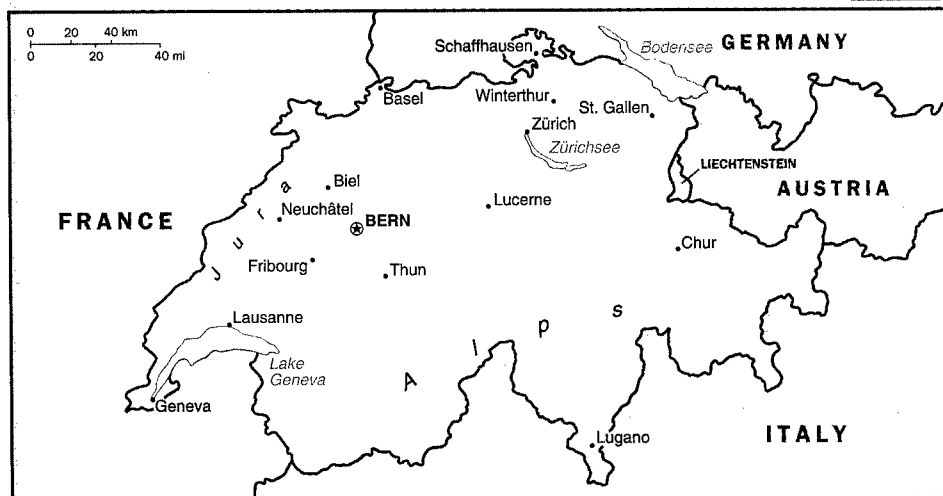 0 20 40 km
0 20 40 mi
Schaffhausen
Bodensee
GERMANY
Basel
Winterthur
St. Gallen
Zürich
Zürichsee
LIECHTENSTEIN
AUSTRIA
Jura
Biel
Neuchâtel
Lucerne
FRANCE
BERN
Chur
Fribourg
Thun
Lausanne
Alps
Lake
Geneva
Geneva
Lugano
ITALY